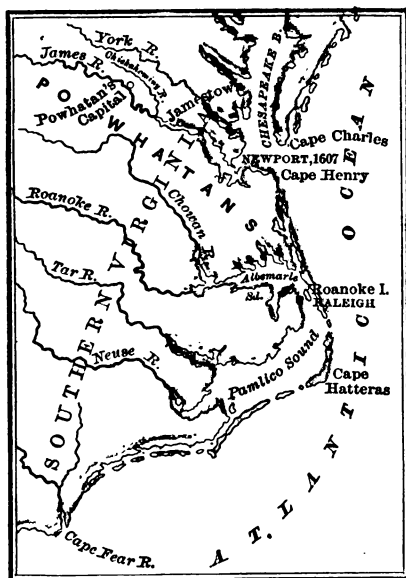 York R.
Chickahominy R.
James R.
CHESAPEAKE B.
Jamestown
Powhatan's
Capital
POWHATANS
Cape Charles
NEWPORT, 1607
Cape Henry
Roanoke R.
Chowan R.
Albemarle
Sd.
Roanoke I.
RALEIGH
Tar R.
Neuse R.
Pamlico Sound
Cape
Hatteras
SOUTHERN VIRGINIA
Cape Fear R.
ATLANTIC OCEAN